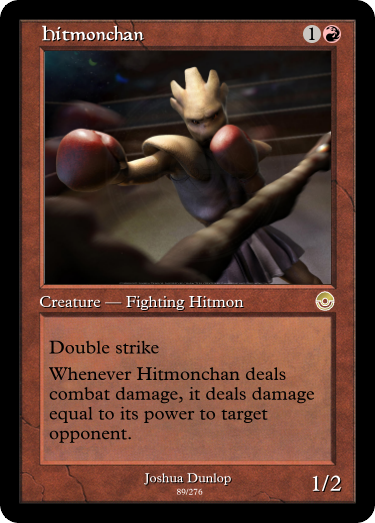 Hitmonchan
1
Creature — Fighting Hitmon
Double strike
Whenever Hitmonchan deals
combat damage, it deals damage
equal to its power to target
opponent.
Joshua Dunlop
89/276
1/2